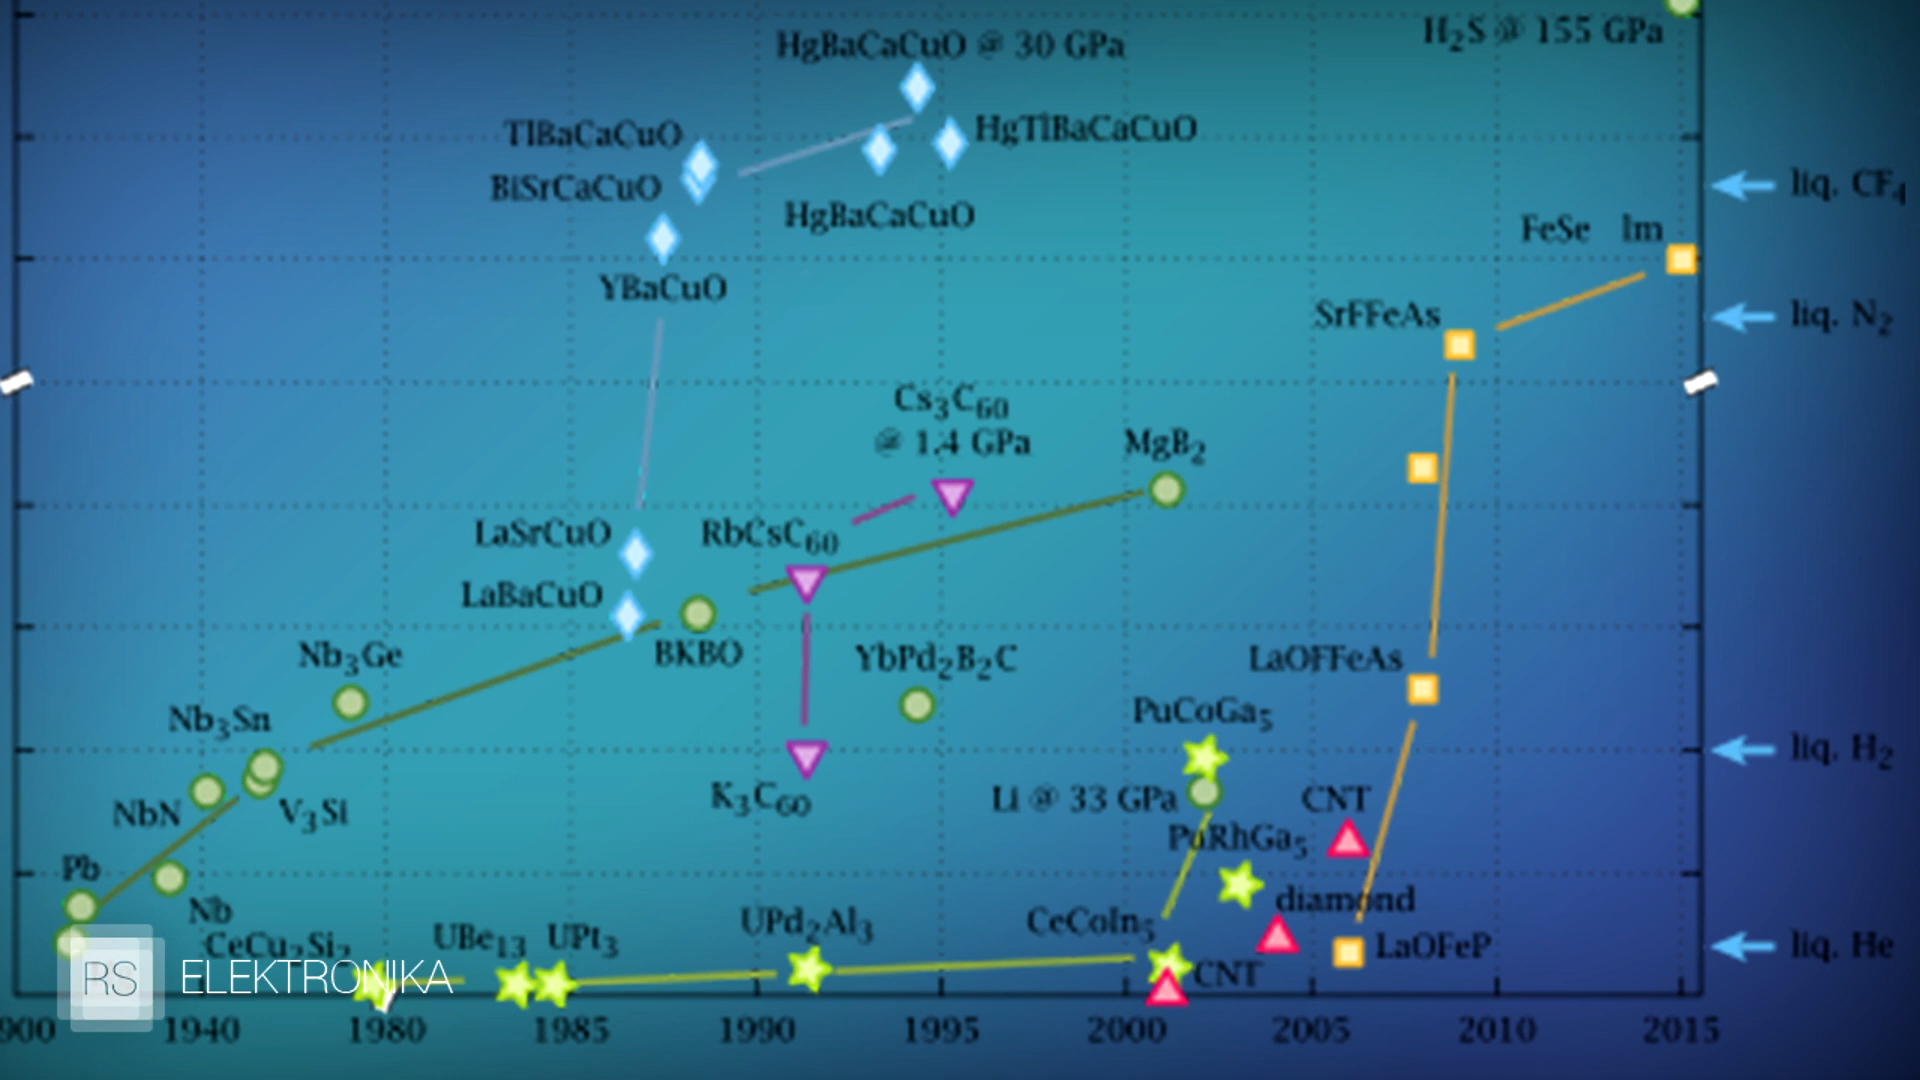 H₂S @ 155 GPa
HgBaCaCuO @ 30 GPa
TlBaCaCuO
HgTlBaCaCuO
BiSrCaCuO
liq. CF₄
HgBaCaCuO
FeSe lm
YBaCuO
SrFFeAs
liq. N₂
Cs₃C₆₀
@ 1.4 GPa
MgB₂
LaSrCuO
RbCsC₆₀
LaBaCuO
Nb₃Ge
BKBO
YbPd₂B₂C
LaOFFeAs
Nb₃Sn
PuCoGa₅
liq. H₂
NbN
V₃Si
K₃C₆₀
Li @ 33 GPa
CNT
PuRhGa₅
Pb
Nb
diamond
CeCu₂Si₂
UBe₁₃
UPt₃
UPd₂Al₃
CeCoIn₅
LaOFeP
liq. He
RS ELEKTRONIKA
CNT
900 1940 1980 1985 1990 1995 2000 2005 2010 2015